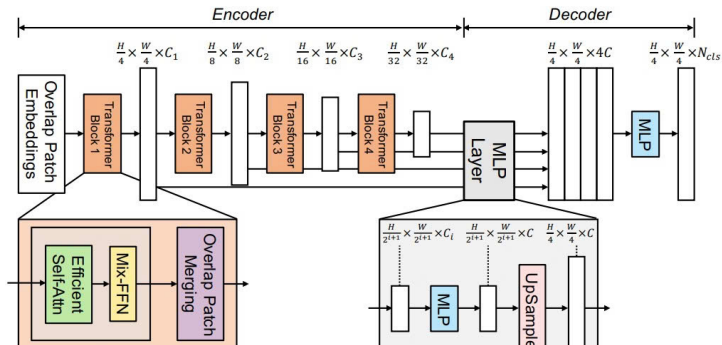 Encoder
Decoder
H/4 × W/4 × C₁
H/8 × W/8 × C₂
H/16 × W/16 × C₃
H/32 × W/32 × C₄
H/4 × W/4 × 4C
H/4 × W/4 × N_cls
Overlap Patch
Embeddings
Transformer
Block 1
Transformer
Block 2
Transformer
Block 3
Transformer
Block 4
MLP
Layer
MLP
Efficient
Self-Attn
Mix-FFN
Overlap Patch
Merging
H/2^(i+1) × W/2^(i+1) × C_i
H/2^(i+1) × W/2^(i+1) × C
H/4 × W/4 × C
MLP
UpSample